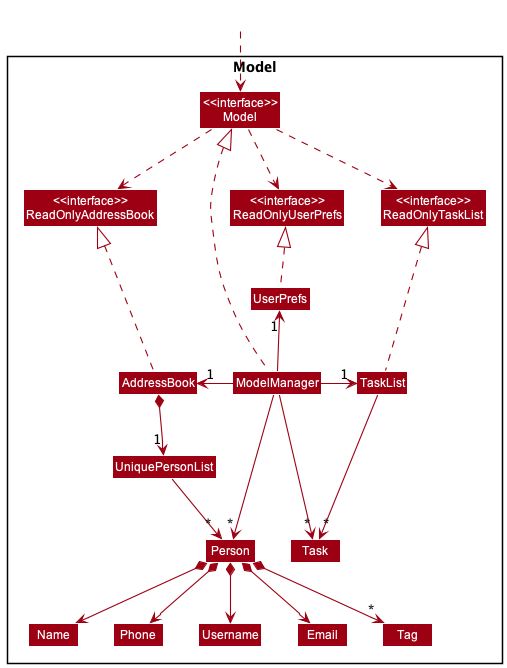 Model
<<interface>>
Model
<<interface>>
ReadOnlyAddressBook
<<interface>>
ReadOnlyUserPrefs
<<interface>>
ReadOnlyTaskList
UserPrefs
1
AddressBook
1
ModelManager
1
TaskList
1
UniquePersonList
*
*
*
*
Person
Task
*
Name
Phone
Username
Email
Tag